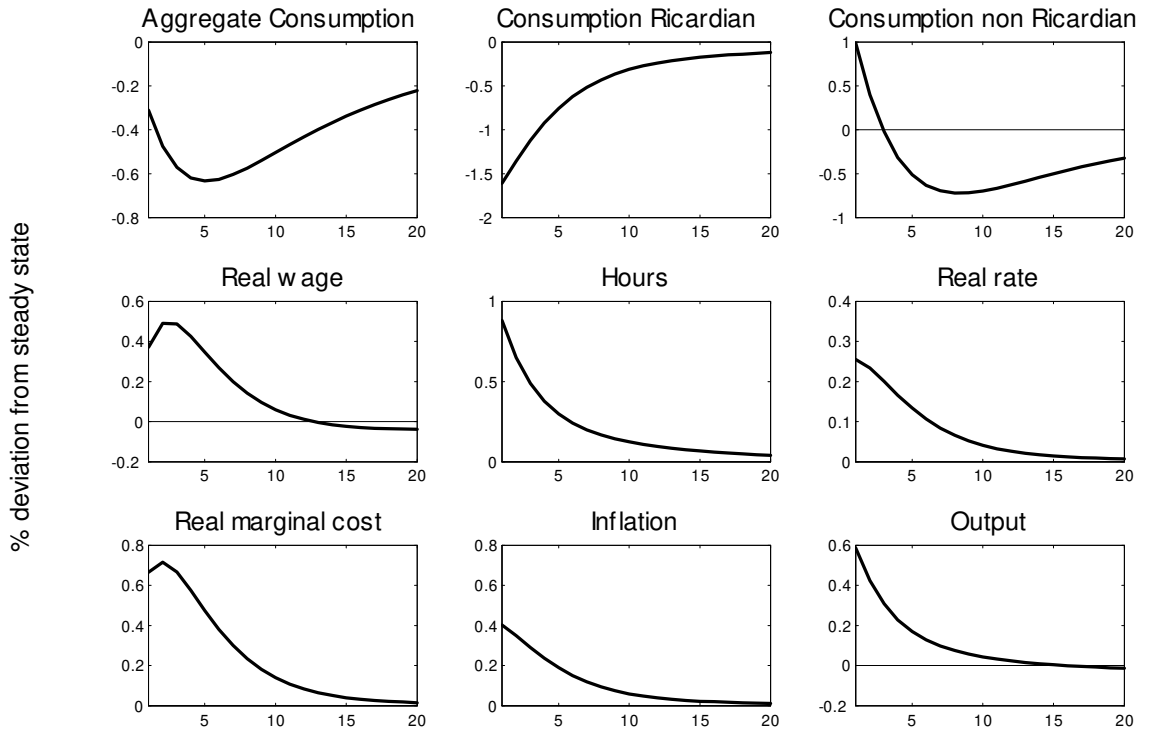 Aggregate Consumption
Consumption Ricardian
Consumption non Ricardian
0
-0.2
-0.4
-0.6
-0.8
5 10 15 20
0
-0.5
-1
-1.5
-2
5 10 15 20
1
0.5
0
-0.5
-1
5 10 15 20
% deviation from steady state
Real wage
Hours
Real rate
0.6
0.4
0.2
0
-0.2
5 10 15 20
1
0.5
0
5 10 15 20
0.4
0.3
0.2
0.1
0
5 10 15 20
Real marginal cost
Inflation
Output
0.8
0.6
0.4
0.2
0
5 10 15 20
0.8
0.6
0.4
0.2
0
5 10 15 20
0.6
0.4
0.2
0
-0.2
5 10 15 20